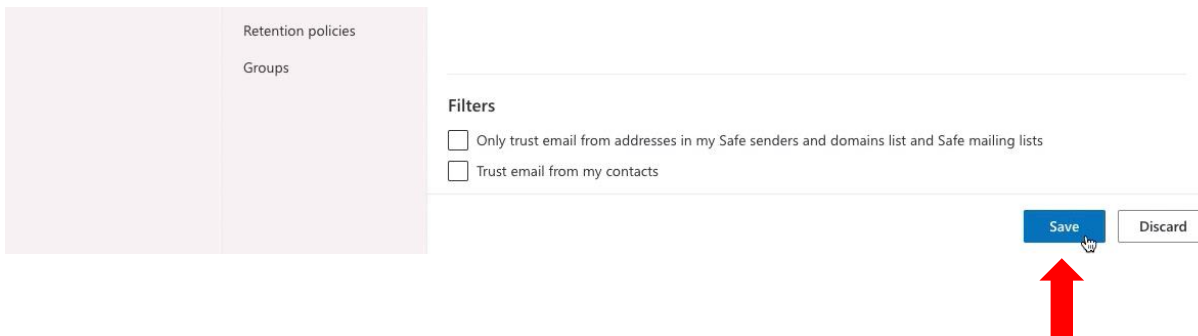 Retention policies
Groups
Filters
Only trust email from addresses in my Safe senders and domains list and Safe mailing lists
Trust email from my contacts
Save
Discard